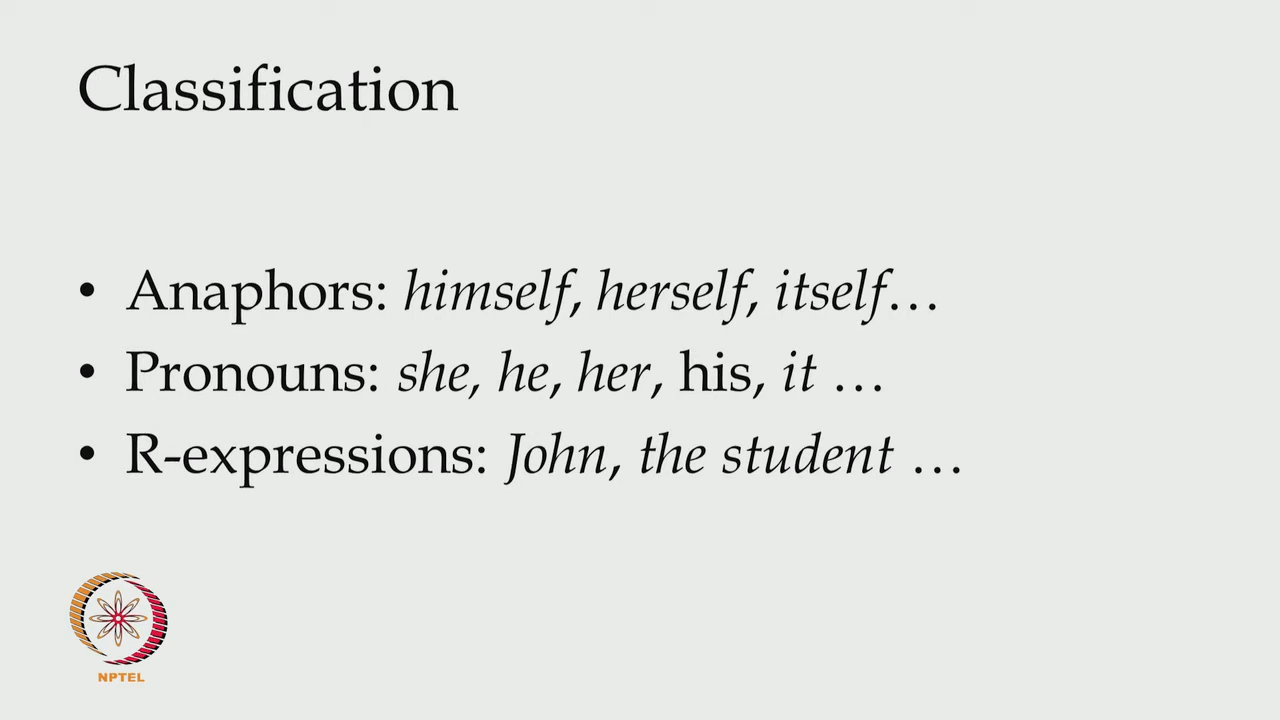 Classification
• Anaphors: himself, herself, itself…
• Pronouns: she, he, her, his, it …
• R-expressions: John, the student …
NPTEL